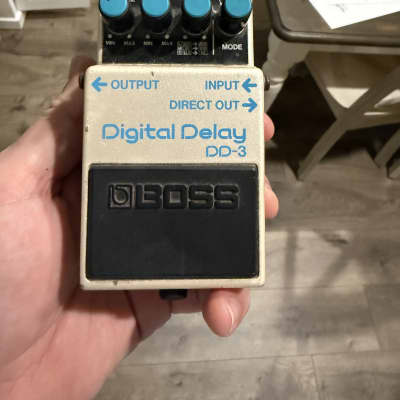 MODE
← OUTPUT INPUT ←
DIRECT OUT →
Digital Delay
DD-3
BOSS